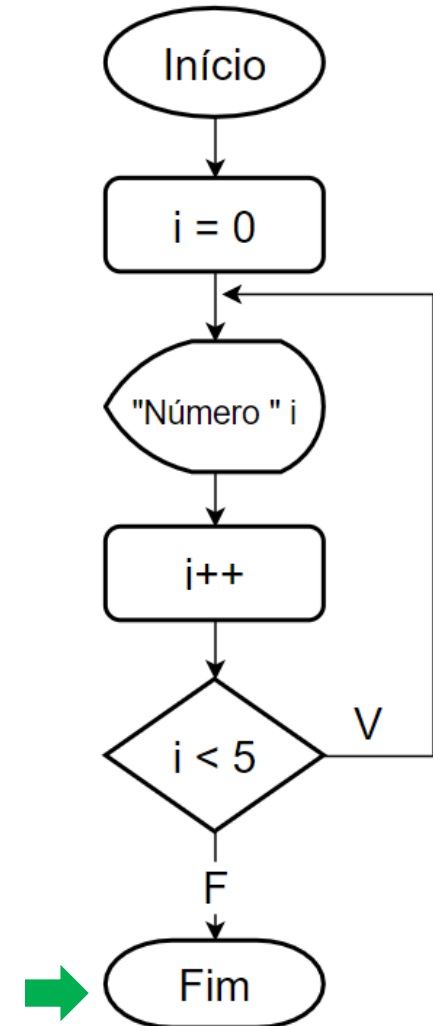 Início
i = 0
"Número " i
i++
i < 5
V
F
Fim